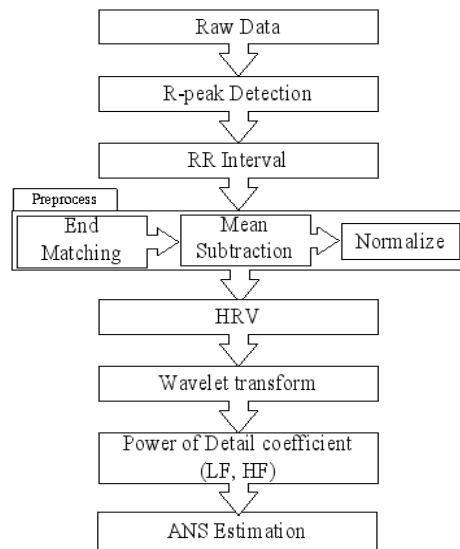 Raw Data
R-peak Detection
RR Interval
Preprocess
End
Matching
Mean
Subtraction
Normalize
HRV
Wavelet transform
Power of Detail coefficient
(LF, HF)
ANS Estimation